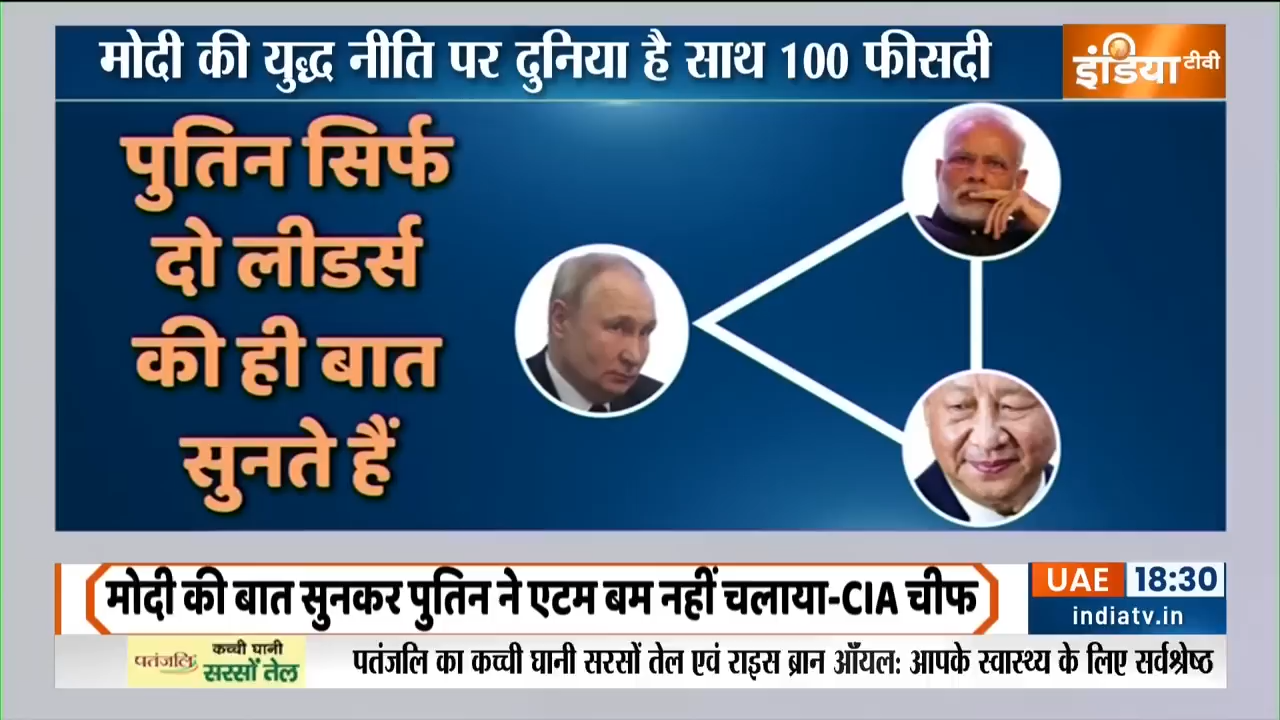 मोदी की युद्ध नीति पर दुनिया है साथ 100 फीसदी
इंडिया टीवी
पुतिन सिर्फ
दो लीडर्स
की ही बात
सुनते हैं
मोदी की बात सुनकर पुतिन ने एटम बम नहीं चलाया-CIA चीफ
UAE 18:30
indiatv.in
पतंजलि
कच्ची घानी
सरसों तेल
पतंजलि का कच्ची घानी सरसों तेल एवं राइस ब्रान ऑंयल: आपके स्वास्थ्य के लिए सर्वश्रेष्ठ